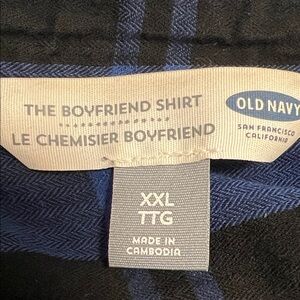 THE BOYFRIEND SHIRT
LE CHEMISIER BOYFRIEND
OLD NAVY
SAN FRANCISCO
CALIFORNIA
XXL
TTG
MADE IN
CAMBODIA